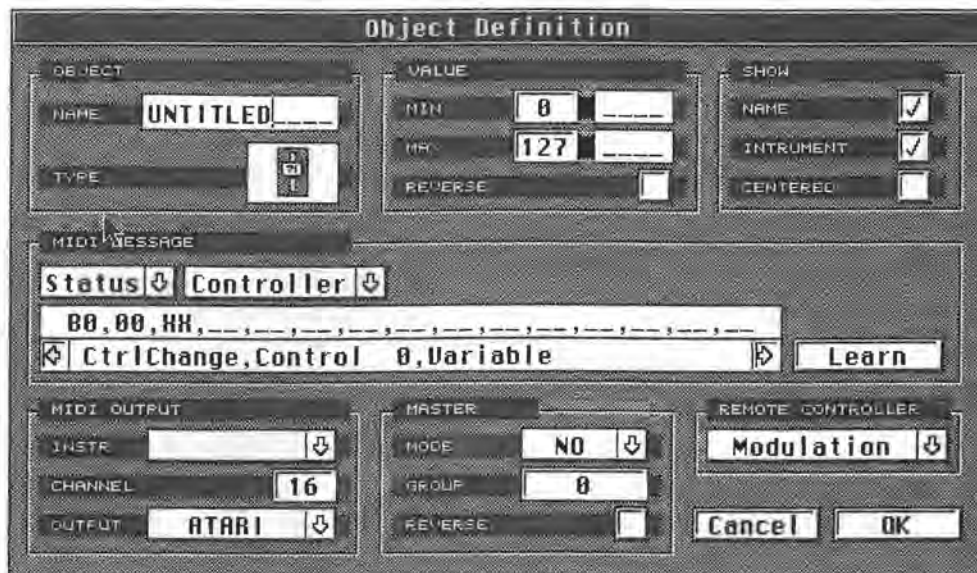 Object Definition
OBJECT
NAME UNTITLED____
TYPE
VALUE
MIN 0 ____
MAX 127 ____
REVERSE
SHOW
NAME
INTRUMENT
CENTERED
MIDI MESSAGE
Status Controller
B0,00,XX,__,__,__,__,__,__,__,__,__,__,__,__
CtrlChange,Control 0,Variable
Learn
MIDI OUTPUT
INSTR
CHANNEL 16
OUTPUT ATARI
MASTER
MODE NO
GROUP 0
REVERSE
REMOTE CONTROLLER
Modulation
Cancel OK